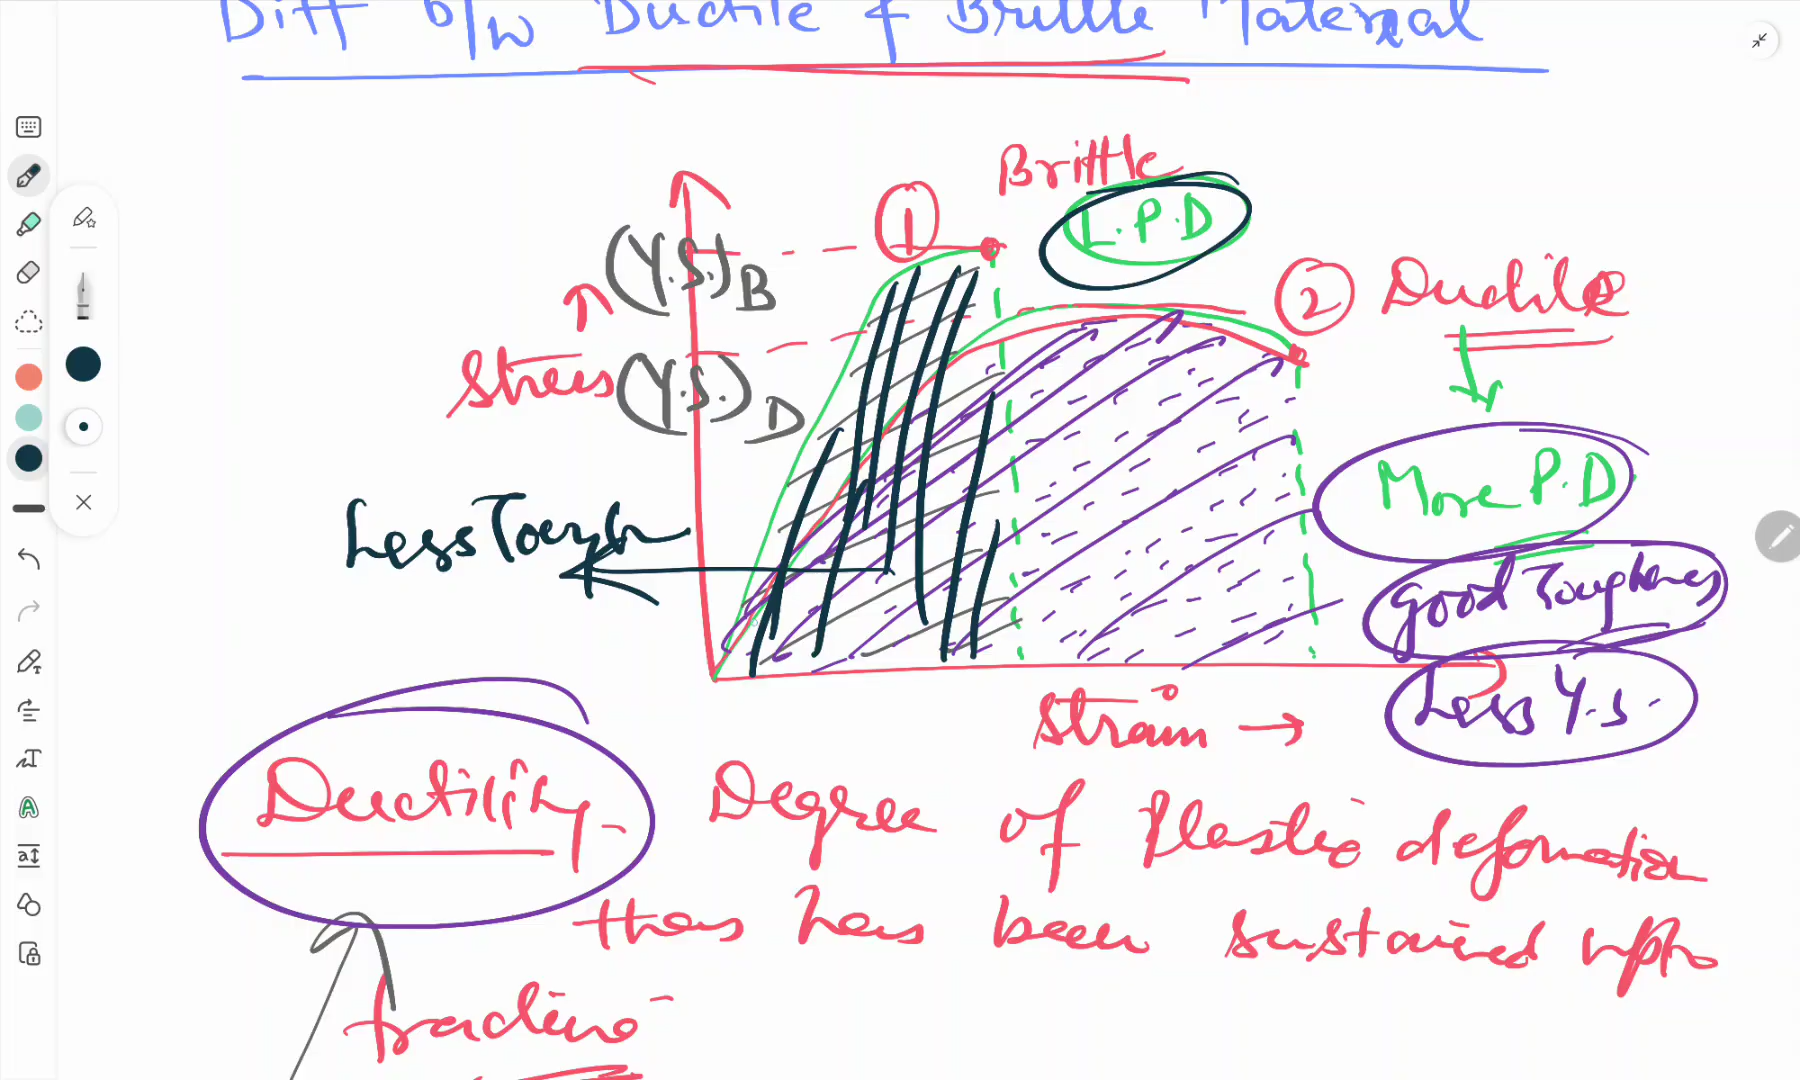 Diff b/w Ductile & Brittle Material
Brittle
1
L.P.D
(Y.S.)B
2 Ductile
Stress
(Y.S.)D
More P.D
Less Tough
Good Toughness
Less Y.S.
Strain →
Ductility - Degree of Plastic deformation
that has been sustained upto
fracture